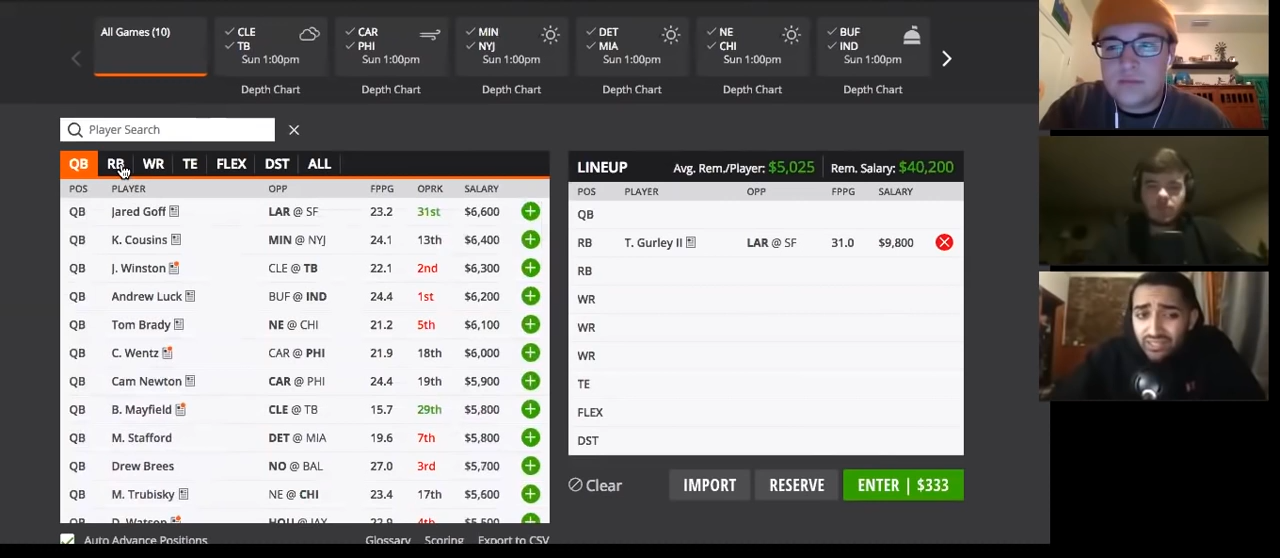 All Games (10)
CLE
TB
Sun 1:00pm
Depth Chart
CAR
PHI
Sun 1:00pm
Depth Chart
MIN
NYJ
Sun 1:00pm
Depth Chart
DET
MIA
Sun 1:00pm
Depth Chart
NE
CHI
Sun 1:00pm
Depth Chart
BUF
IND
Sun 1:00pm
Depth Chart
Player Search
QB RB WR TE FLEX DST ALL
POS PLAYER OPP FPPG OPRK SALARY
QB Jared Goff LAR @ SF 23.2 31st $6,600
QB K. Cousins MIN @ NYJ 24.1 13th $6,400
QB J. Winston CLE @ TB 22.1 2nd $6,300
QB Andrew Luck BUF @ IND 24.4 1st $6,200
QB Tom Brady NE @ CHI 21.2 5th $6,100
QB C. Wentz CAR @ PHI 21.9 18th $6,000
QB Cam Newton CAR @ PHI 24.4 19th $5,900
QB B. Mayfield CLE @ TB 15.7 29th $5,800
QB M. Stafford DET @ MIA 19.6 7th $5,800
QB Drew Brees NO @ BAL 27.0 3rd $5,700
QB M. Trubisky NE @ CHI 23.4 17th $5,600
QB D. Watson HOU @ JAX 22.9 4th $5,500
Auto Advance Positions Glossary Scoring Export to CSV
LINEUP Avg. Rem./Player: $5,025 Rem. Salary: $40,200
POS PLAYER OPP FPPG SALARY
QB
RB T. Gurley II LAR @ SF 31.0 $9,800
RB
WR
WR
WR
TE
FLEX
DST
Clear IMPORT RESERVE ENTER | $333